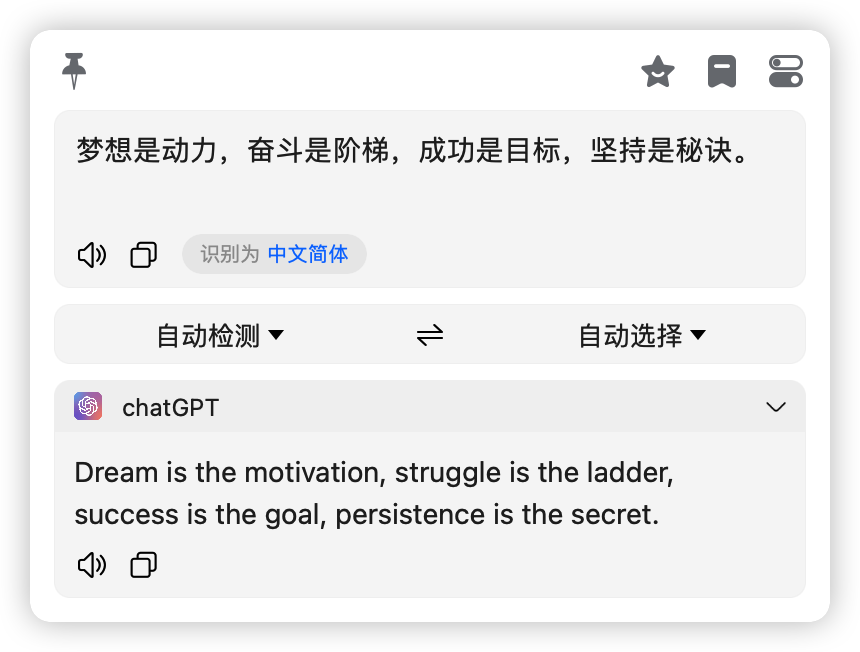 梦想是动力，奋斗是阶梯，成功是目标，坚持是秘诀。
识别为 中文简体
自动检测
自动选择
chatGPT
Dream is the motivation, struggle is the ladder,
success is the goal, persistence is the secret.